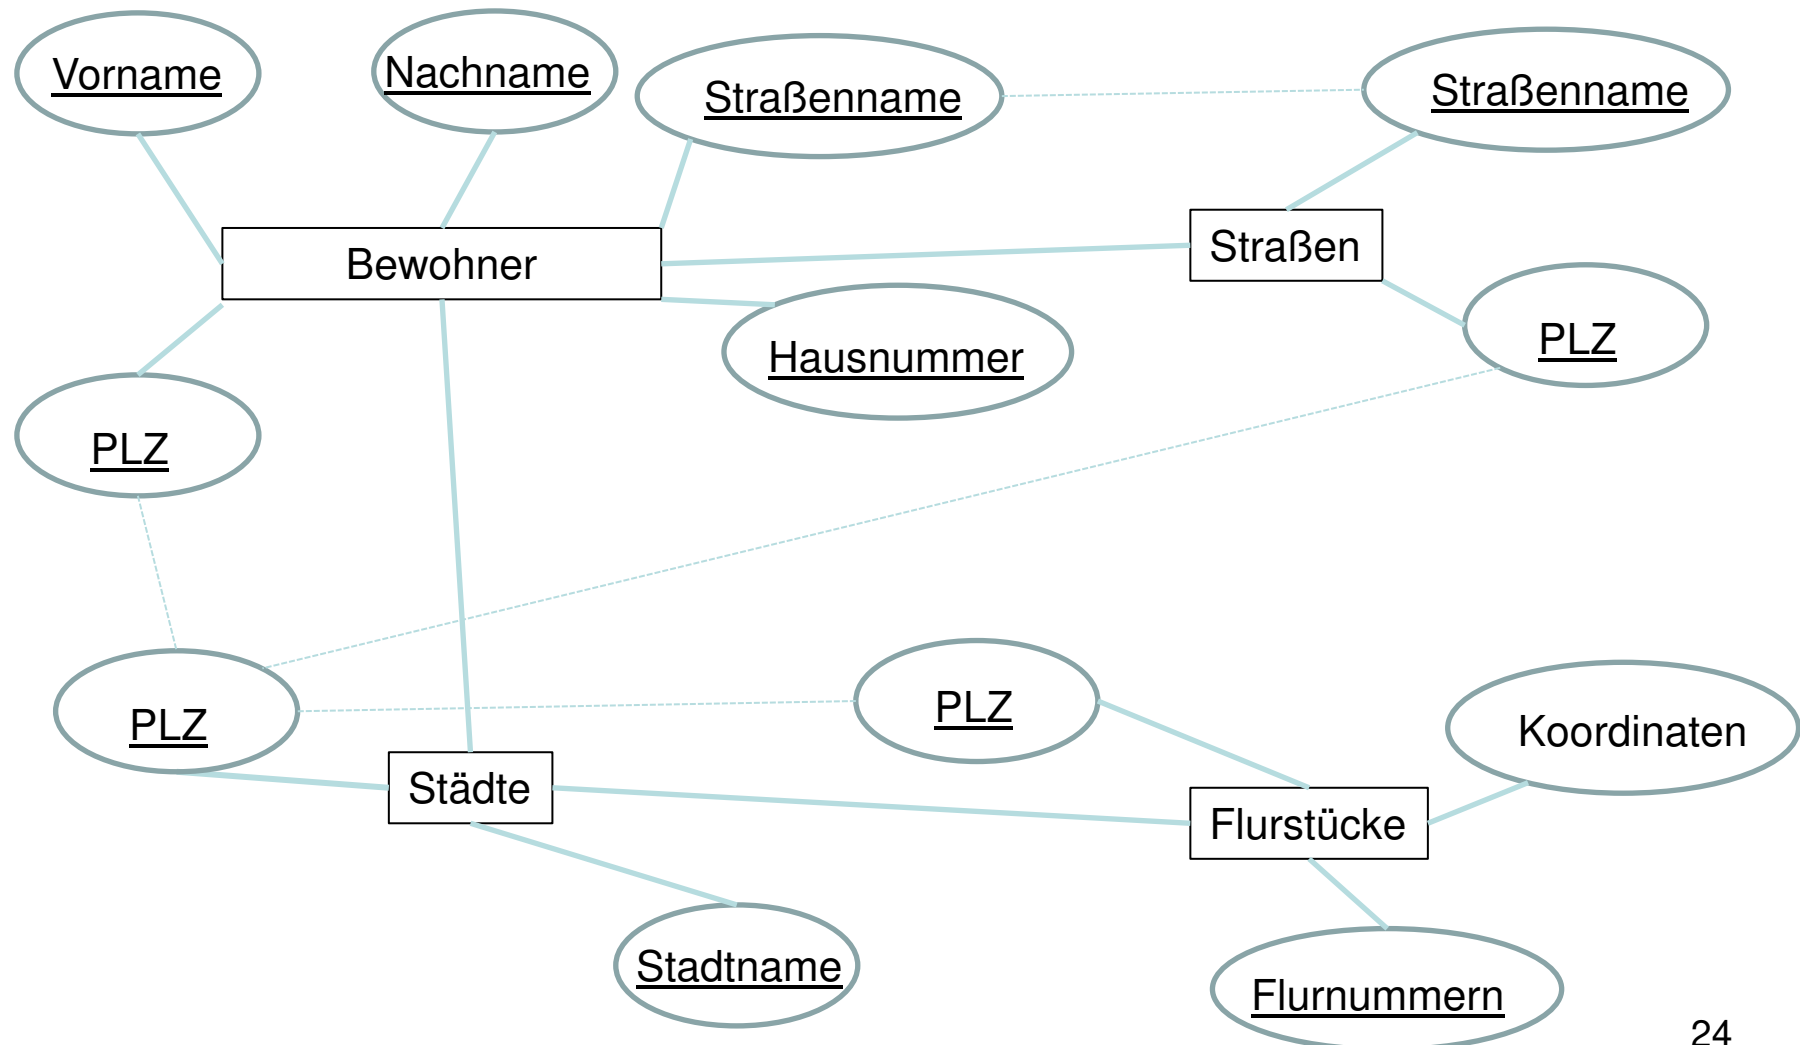 Vorname
Nachname
Straßenname
Straßenname
Bewohner
Straßen
Hausnummer
PLZ
PLZ
PLZ
PLZ
Koordinaten
Städte
Flurstücke
Stadtname
Flurnummern
24